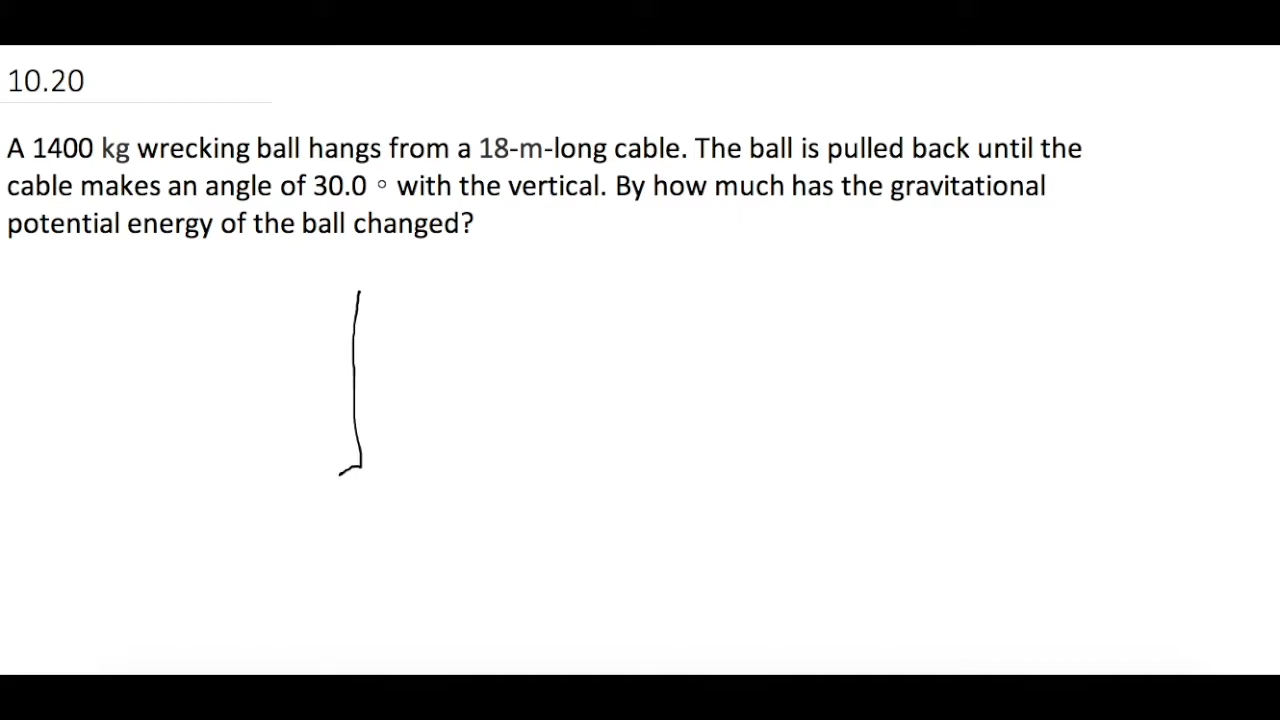 10.20
A 1400 kg wrecking ball hangs from a 18-m-long cable. The ball is pulled back until the
cable makes an angle of 30.0 ° with the vertical. By how much has the gravitational
potential energy of the ball changed?